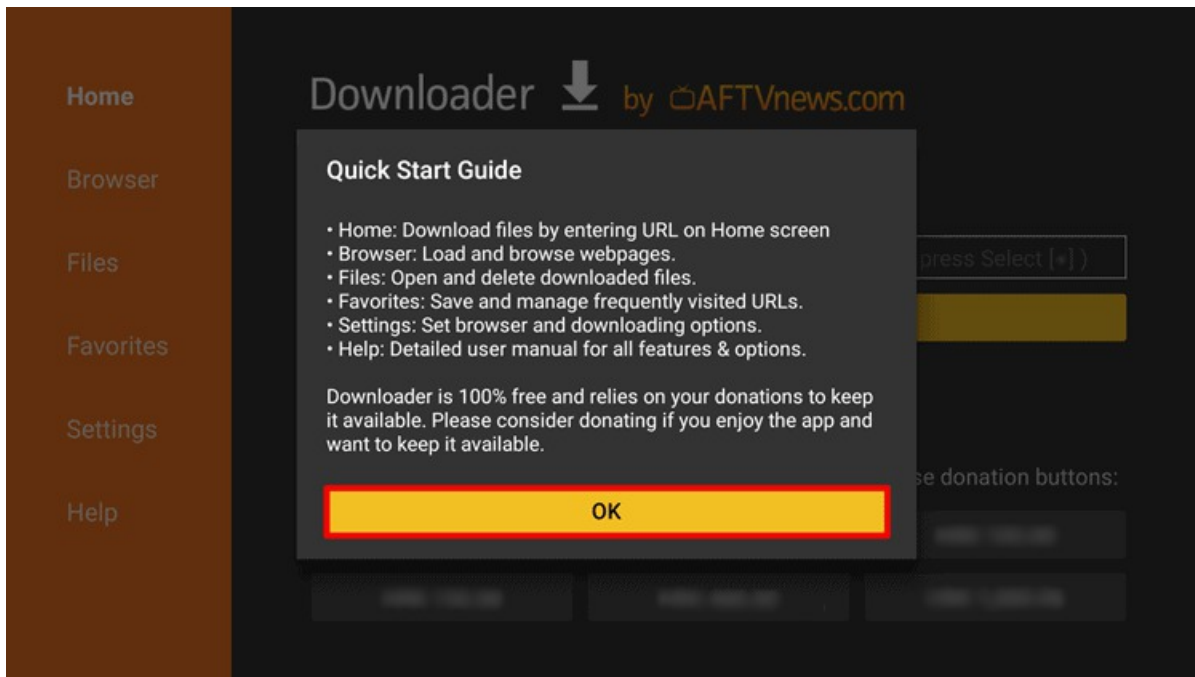 Home
Downloader by AFTVnews.com
Quick Start Guide
Browser
• Home: Download files by entering URL on Home screen
• Browser: Load and browse webpages.
• Files: Open and delete downloaded files.
• Favorites: Save and manage frequently visited URLs.
• Settings: Set browser and downloading options.
• Help: Detailed user manual for all features & options.
press Select [•] )
Files
Favorites
Downloader is 100% free and relies on your donations to keep
it available. Please consider donating if you enjoy the app and
want to keep it available.
Settings
donation buttons:
OK
Help